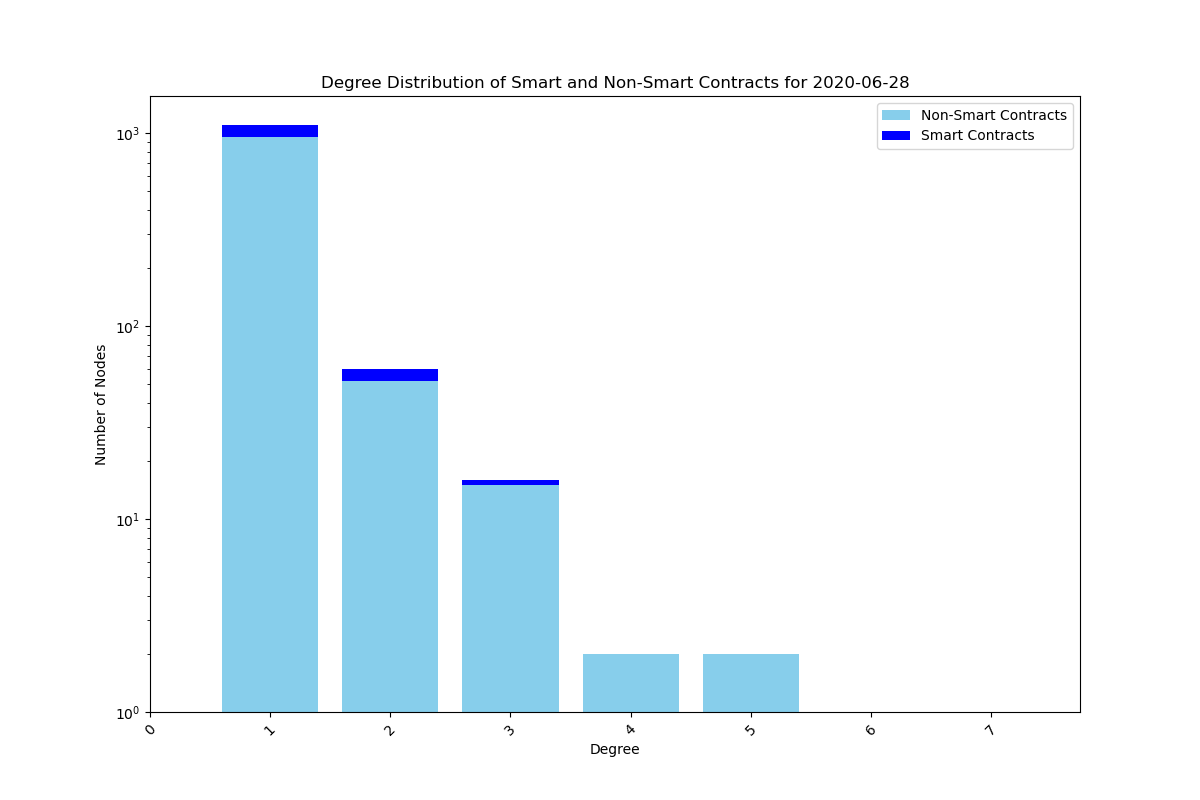 Degree Distribution of Smart and Non-Smart Contracts for 2020-06-28
Non-Smart Contracts
Smart Contracts
Number of Nodes
10³
10²
10¹
10⁰
0 1 2 3 4 5 6 7
Degree